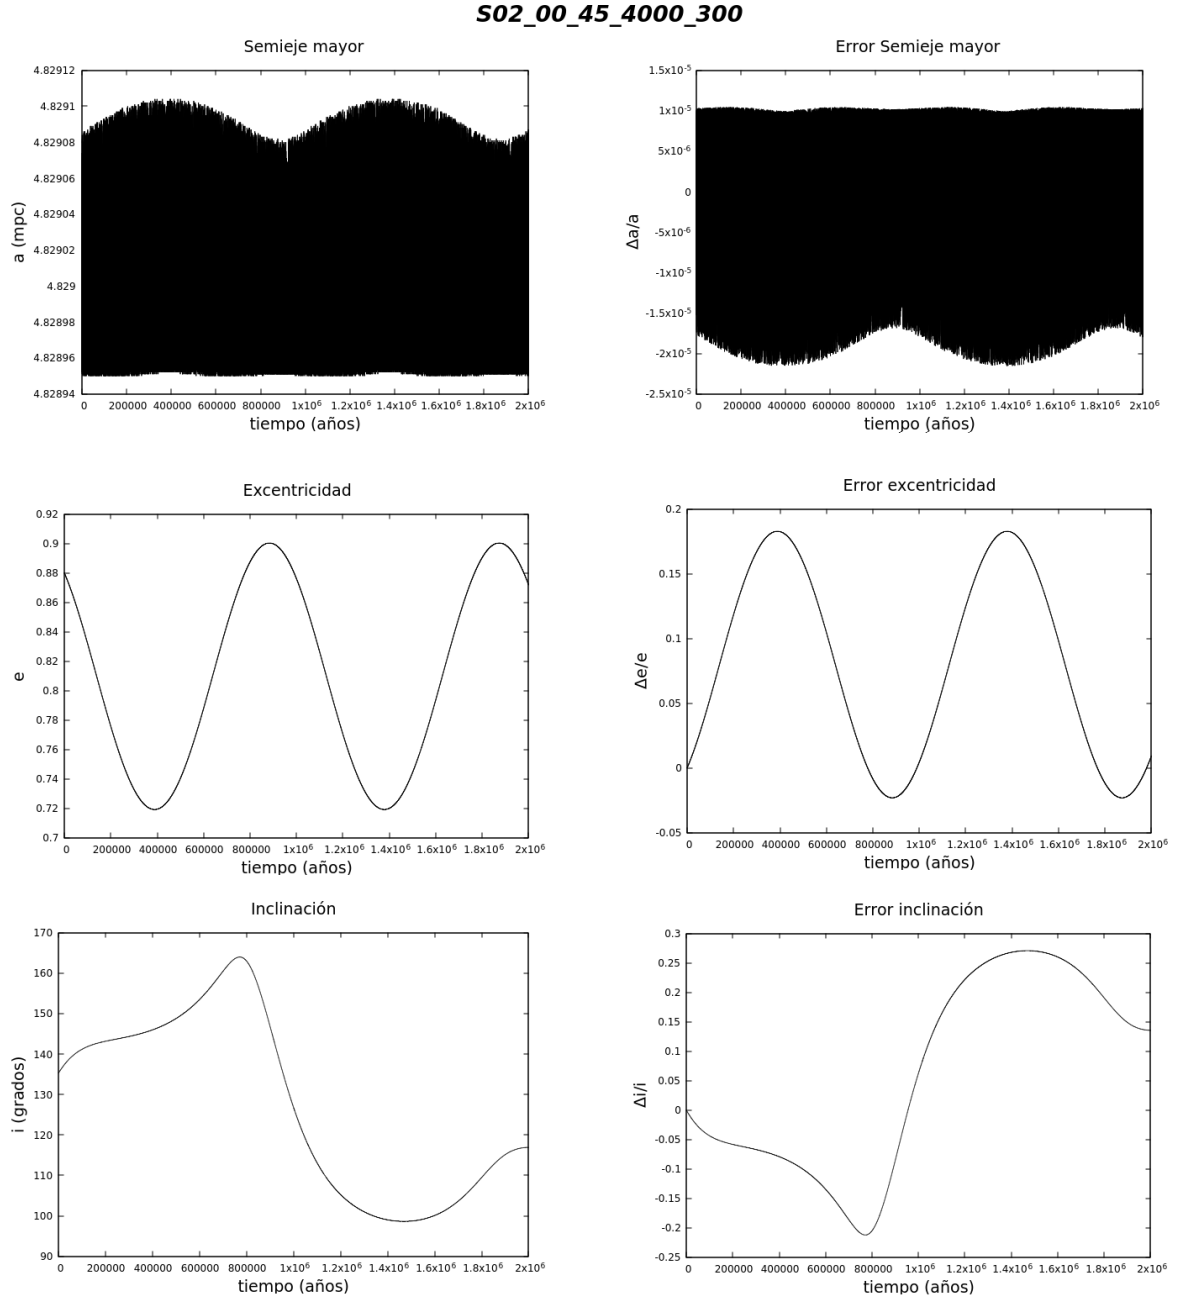 S02_00_45_4000_300
Semieje mayor
4.82912
4.8291
4.82908
4.82906
4.82904
4.82902
4.829
4.82898
4.82896
4.82894
a (mpc)
0 200000 400000 600000 800000 1x10⁶ 1.2x10⁶ 1.4x10⁶ 1.6x10⁶ 1.8x10⁶ 2x10⁶
tiempo (años)
Error Semieje mayor
1.5x10⁻⁵
1x10⁻⁵
5x10⁻⁶
0
-5x10⁻⁶
-1x10⁻⁵
-1.5x10⁻⁵
-2x10⁻⁵
-2.5x10⁻⁵
Δa/a
0 200000 400000 600000 800000 1x10⁶ 1.2x10⁶ 1.4x10⁶ 1.6x10⁶ 1.8x10⁶ 2x10⁶
tiempo (años)
Excentricidad
0.92
0.9
0.88
0.86
0.84
0.82
0.8
0.78
0.76
0.74
0.72
0.7
e
0 200000 400000 600000 800000 1x10⁶ 1.2x10⁶ 1.4x10⁶ 1.6x10⁶ 1.8x10⁶ 2x10⁶
tiempo (años)
Error excentricidad
0.2
0.15
0.1
0.05
0
-0.05
Δe/e
0 200000 400000 600000 800000 1x10⁶ 1.2x10⁶ 1.4x10⁶ 1.6x10⁶ 1.8x10⁶ 2x10⁶
tiempo (años)
Inclinación
170
160
150
140
130
120
110
100
90
i (grados)
0 200000 400000 600000 800000 1x10⁶ 1.2x10⁶ 1.4x10⁶ 1.6x10⁶ 1.8x10⁶ 2x10⁶
tiempo (años)
Error inclinación
0.3
0.25
0.2
0.15
0.1
0.05
0
-0.05
-0.1
-0.15
-0.2
-0.25
Δi/i
0 200000 400000 600000 800000 1x10⁶ 1.2x10⁶ 1.4x10⁶ 1.6x10⁶ 1.8x10⁶ 2x10⁶
tiempo (años)